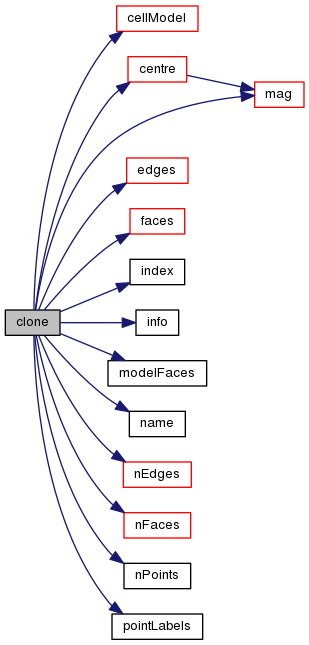 cellModel
centre
mag
edges
faces
index
clone
info
modelFaces
name
nEdges
nFaces
nPoints
pointLabels